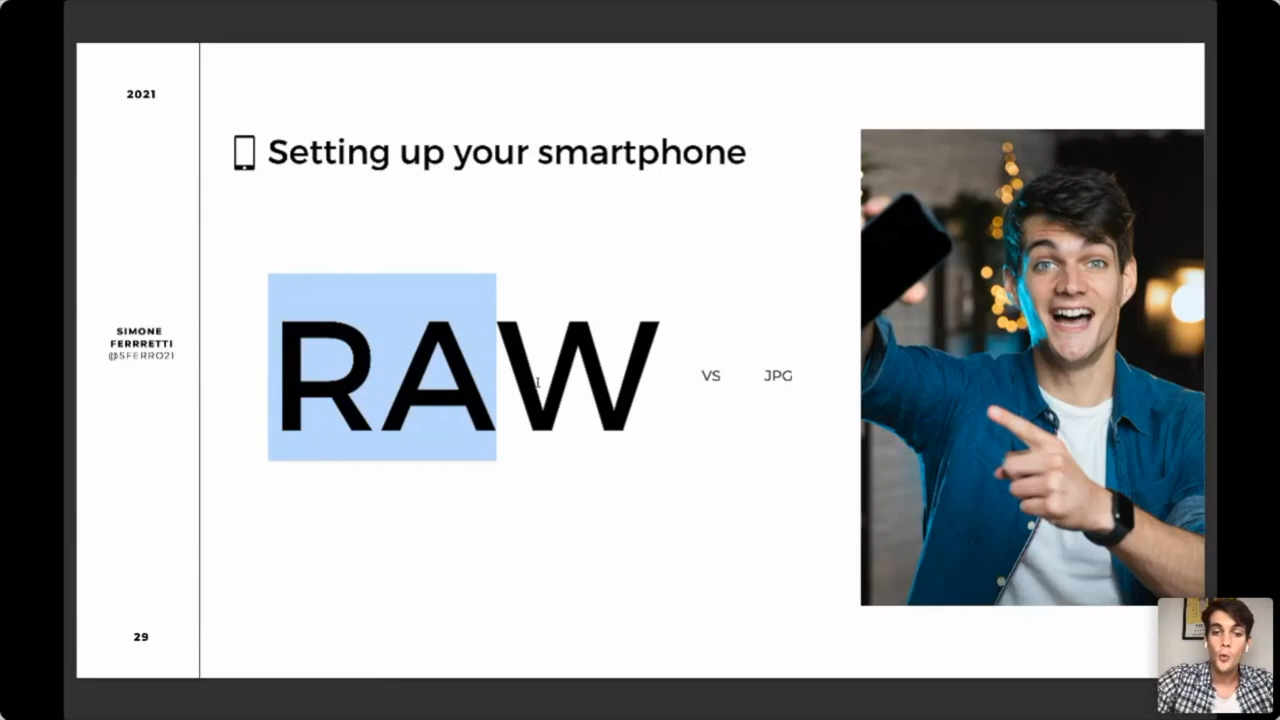 2021
Setting up your smartphone
RAW
VS JPG
SIMONE
FERRRETTI
@SFERRO21
29